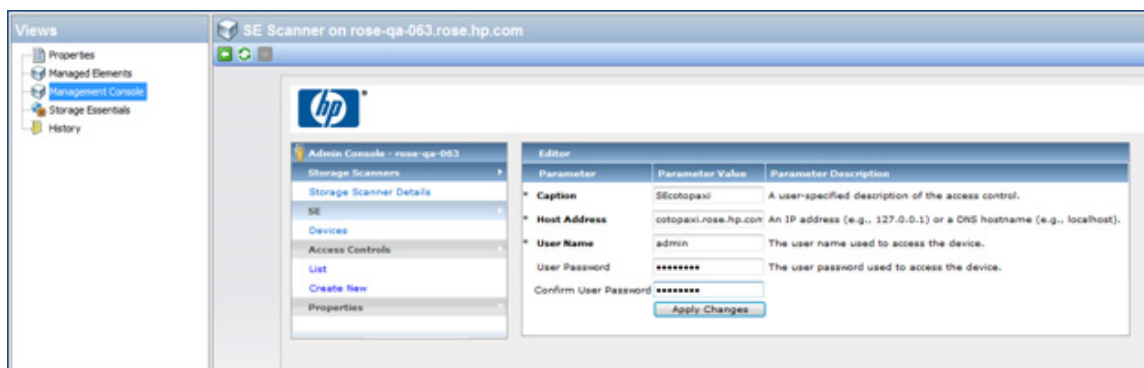 Views
Properties
Managed Elements
Management Console
Storage Essentials
History
SE Scanner on rose-qa-063.rose.hp.com
hp
Admin Console - rose-qa-063
Storage Scanners
Storage Scanner Details
SE
Devices
Access Controls
List
Create New
Properties
Editor
Parameter Parameter Value Parameter Description
* Caption SEcotopaxi A user-specified description of the access control.
* Host Address cotopaxi.rose.hp.com An IP address (e.g., 127.0.0.1) or a DNS hostname (e.g., localhost).
* User Name admin The user name used to access the device.
User Password •••••••• The user password used to access the device.
Confirm User Password ••••••••
Apply Changes